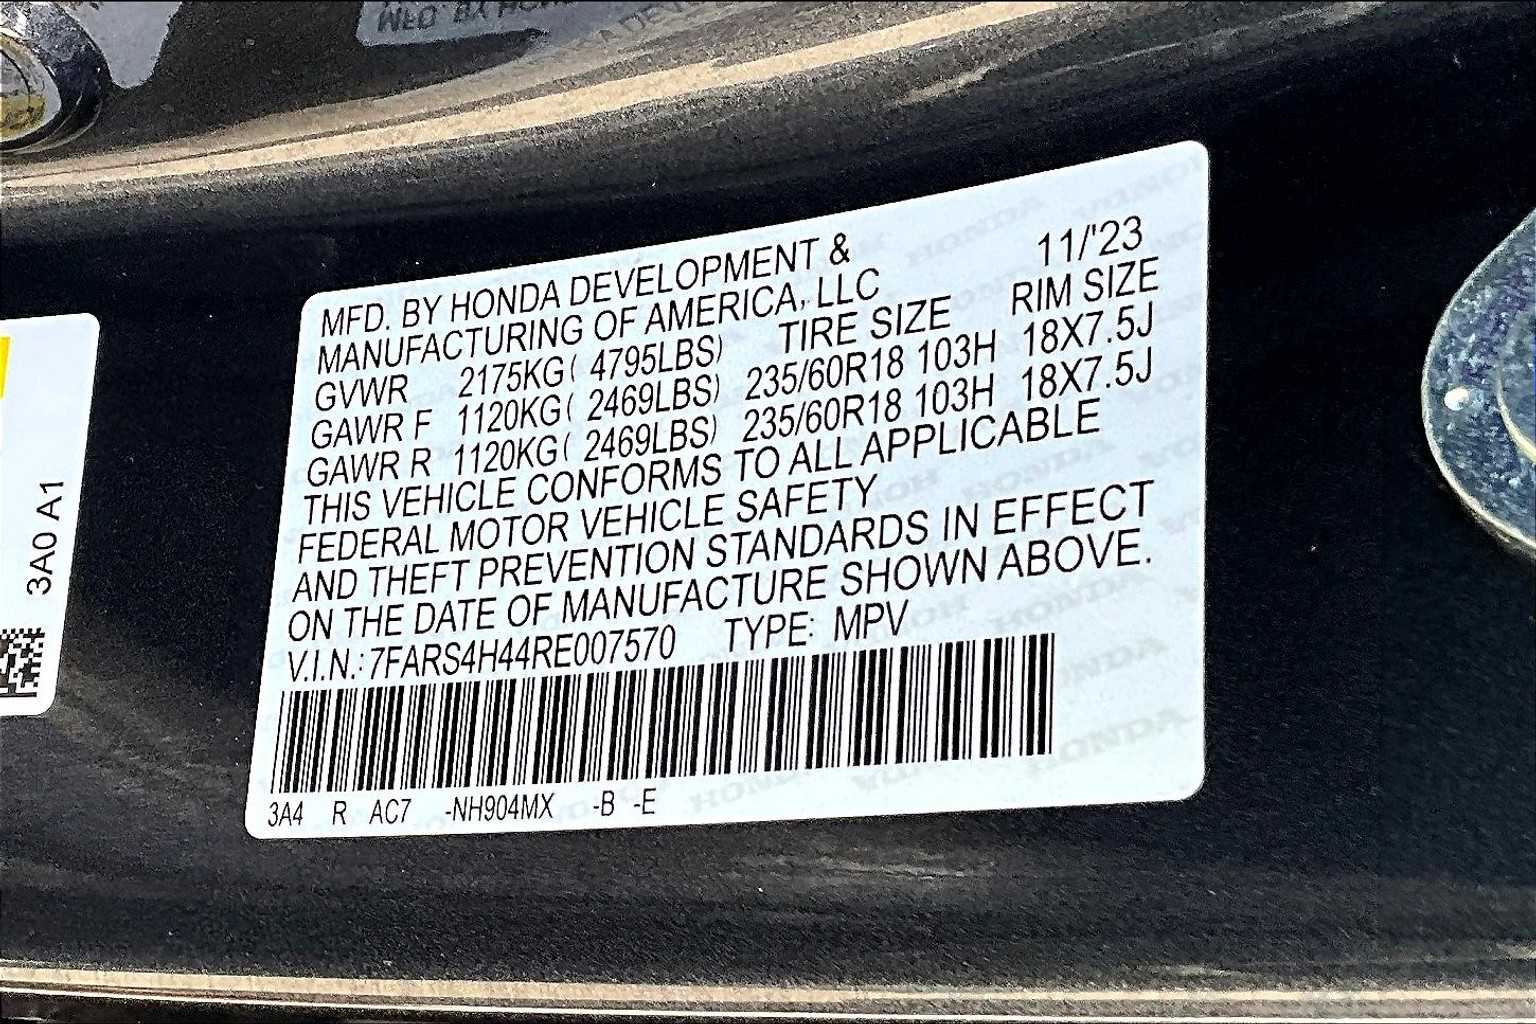 MFD. BY HONDA DEVELOPMENT &
MANUFACTURING OF AMERICA, LLC 11/'23
GVWR 2175KG( 4795LBS) TIRE SIZE RIM SIZE
GAWR F 1120KG( 2469LBS) 235/60R18 103H 18X7.5J
GAWR R 1120KG( 2469LBS) 235/60R18 103H 18X7.5J
THIS VEHICLE CONFORMS TO ALL APPLICABLE
FEDERAL MOTOR VEHICLE SAFETY
AND THEFT PREVENTION STANDARDS IN EFFECT
ON THE DATE OF MANUFACTURE SHOWN ABOVE.
V.I.N.: 7FARS4H44RE007570 TYPE: MPV
3A4 R AC7 -NH904MX -B -E
3A0 A1